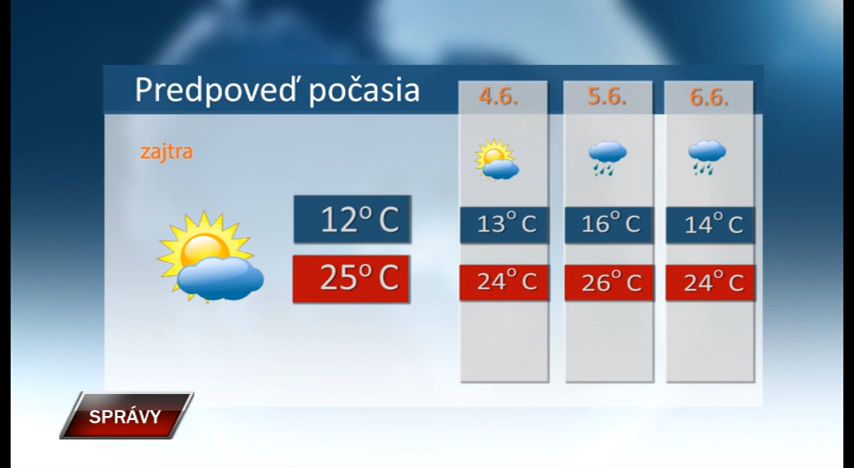 Predpoveď počasia
zajtra
12° C
25° C
4.6.
13° C
24° C
5.6.
16° C
26° C
6.6.
14° C
24° C
SPRÁVY